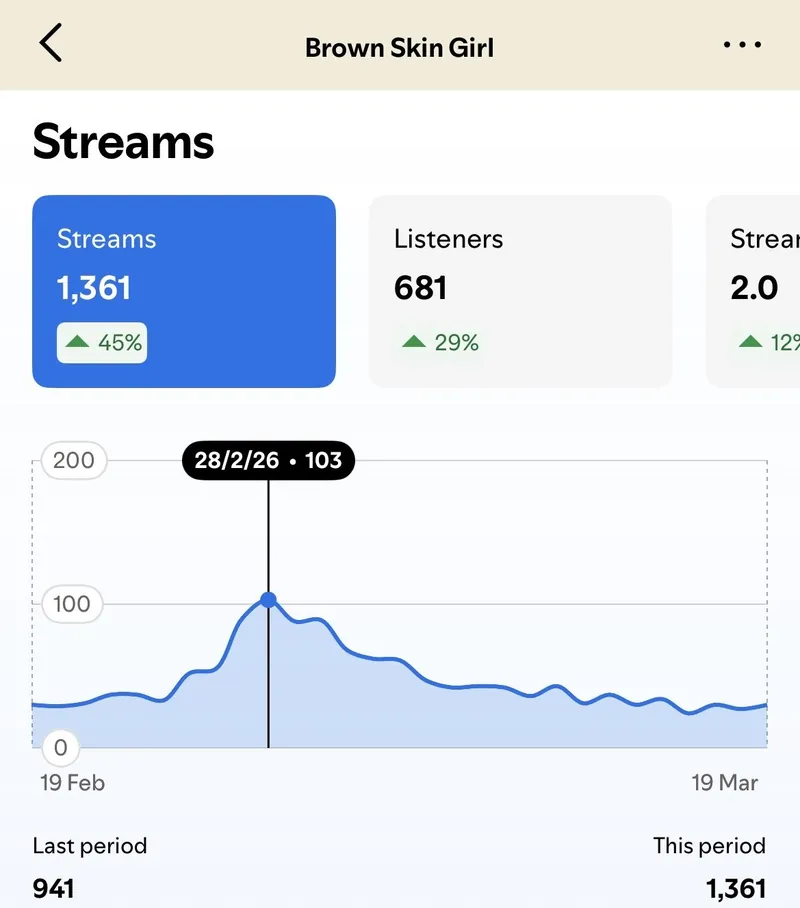 Brown Skin Girl
Streams
Streams
1,361
45%
Listeners
681
29%
2.0
200
28/2/26 • 103
100
0
19 Feb
19 Mar
Last period
This period
941
1,361